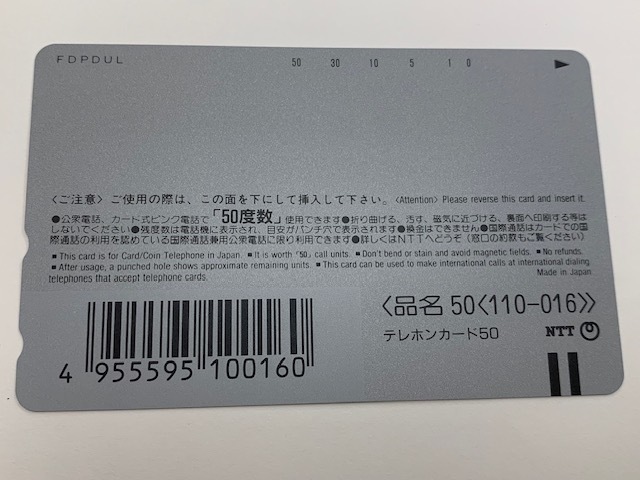 FDPDUL 50 30 10 5 1 0
〈ご注意〉ご使用の際は、この面を下にして挿入して下さい。〈Attention〉Please reverse this card and insert it.
●公衆電話、カード式ピンク電話で「50度数」使用できます●折り曲げる、汚す、磁気に近づける、裏面へ印刷する等は
しないでください●残度数は電話機に表示され、目安がパンチ穴で表示されます●換金はできません●国際通話はカードでの国
際通話の利用を認めている国際通話兼用公衆電話に限り利用できます●詳しくはNTTへどうぞ（窓口の約款もご覧ください）
■This card is for Card/Coin Telephone in Japan. ■It is worth「50」call units. ■Don't bend or stain and avoid magnetic fields. ■No refunds.
■After usage, a punched hole shows approximate remaining units. ■This card can be used to make international calls at international dialing
telephones that accept telephone cards. Made in Japan
〈品名 50〈110-016〉〉
テレホンカード50 NTT
4 955595 100160